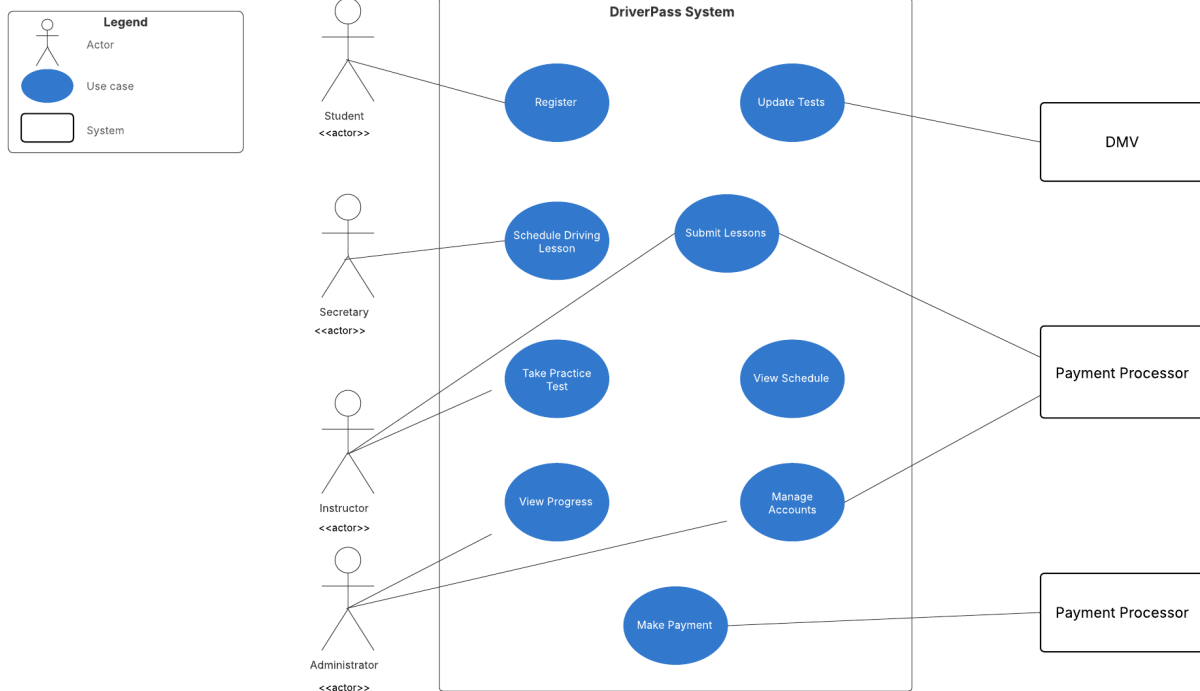 Legend
Actor
Use case
System
DriverPass System
Student
<<actor>>
Register
Update Tests
DMV
Schedule Driving
Lesson
Submit Lessons
Secretary
<<actor>>
Take Practice
Test
View Schedule
Payment Processor
Instructor
<<actor>>
View Progress
Manage
Accounts
Make Payment
Payment Processor
Administrator
<<actor>>